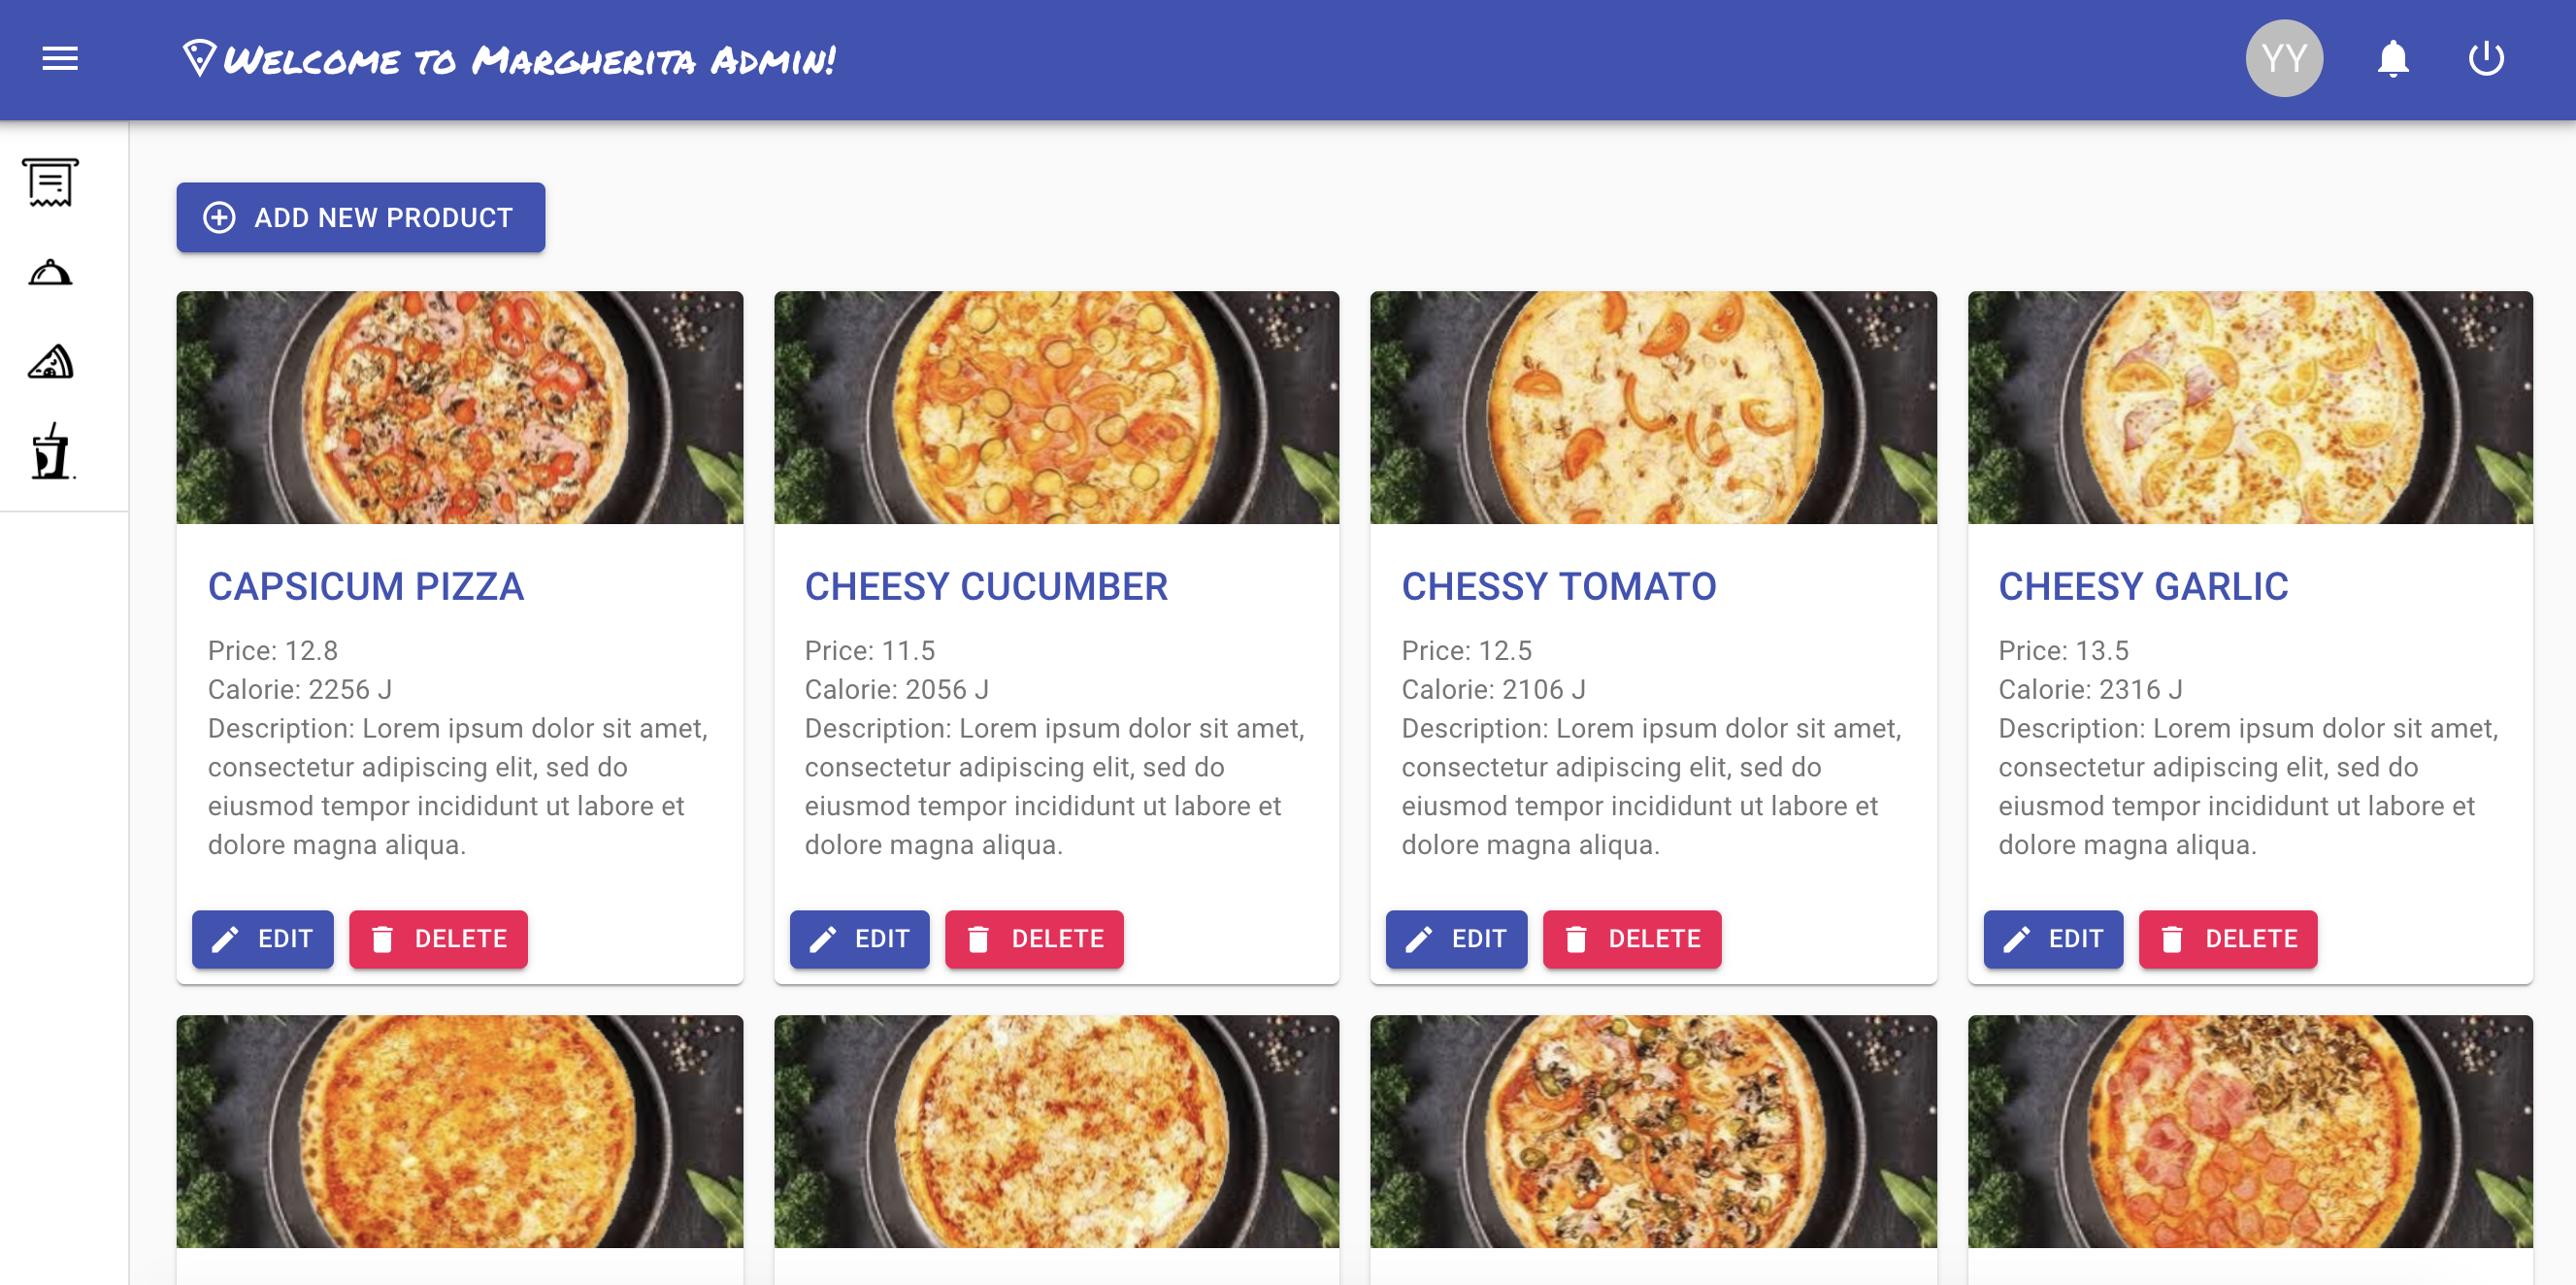 Welcome to Margherita Admin!
YY
ADD NEW PRODUCT
CAPSICUM PIZZA
Price: 12.8
Calorie: 2256 J
Description: Lorem ipsum dolor sit amet,
consectetur adipiscing elit, sed do
eiusmod tempor incididunt ut labore et
dolore magna aliqua.
EDIT
DELETE
CHEESY CUCUMBER
Price: 11.5
Calorie: 2056 J
Description: Lorem ipsum dolor sit amet,
consectetur adipiscing elit, sed do
eiusmod tempor incididunt ut labore et
dolore magna aliqua.
EDIT
DELETE
CHESSY TOMATO
Price: 12.5
Calorie: 2106 J
Description: Lorem ipsum dolor sit amet,
consectetur adipiscing elit, sed do
eiusmod tempor incididunt ut labore et
dolore magna aliqua.
EDIT
DELETE
CHEESY GARLIC
Price: 13.5
Calorie: 2316 J
Description: Lorem ipsum dolor sit amet,
consectetur adipiscing elit, sed do
eiusmod tempor incididunt ut labore et
dolore magna aliqua.
EDIT
DELETE